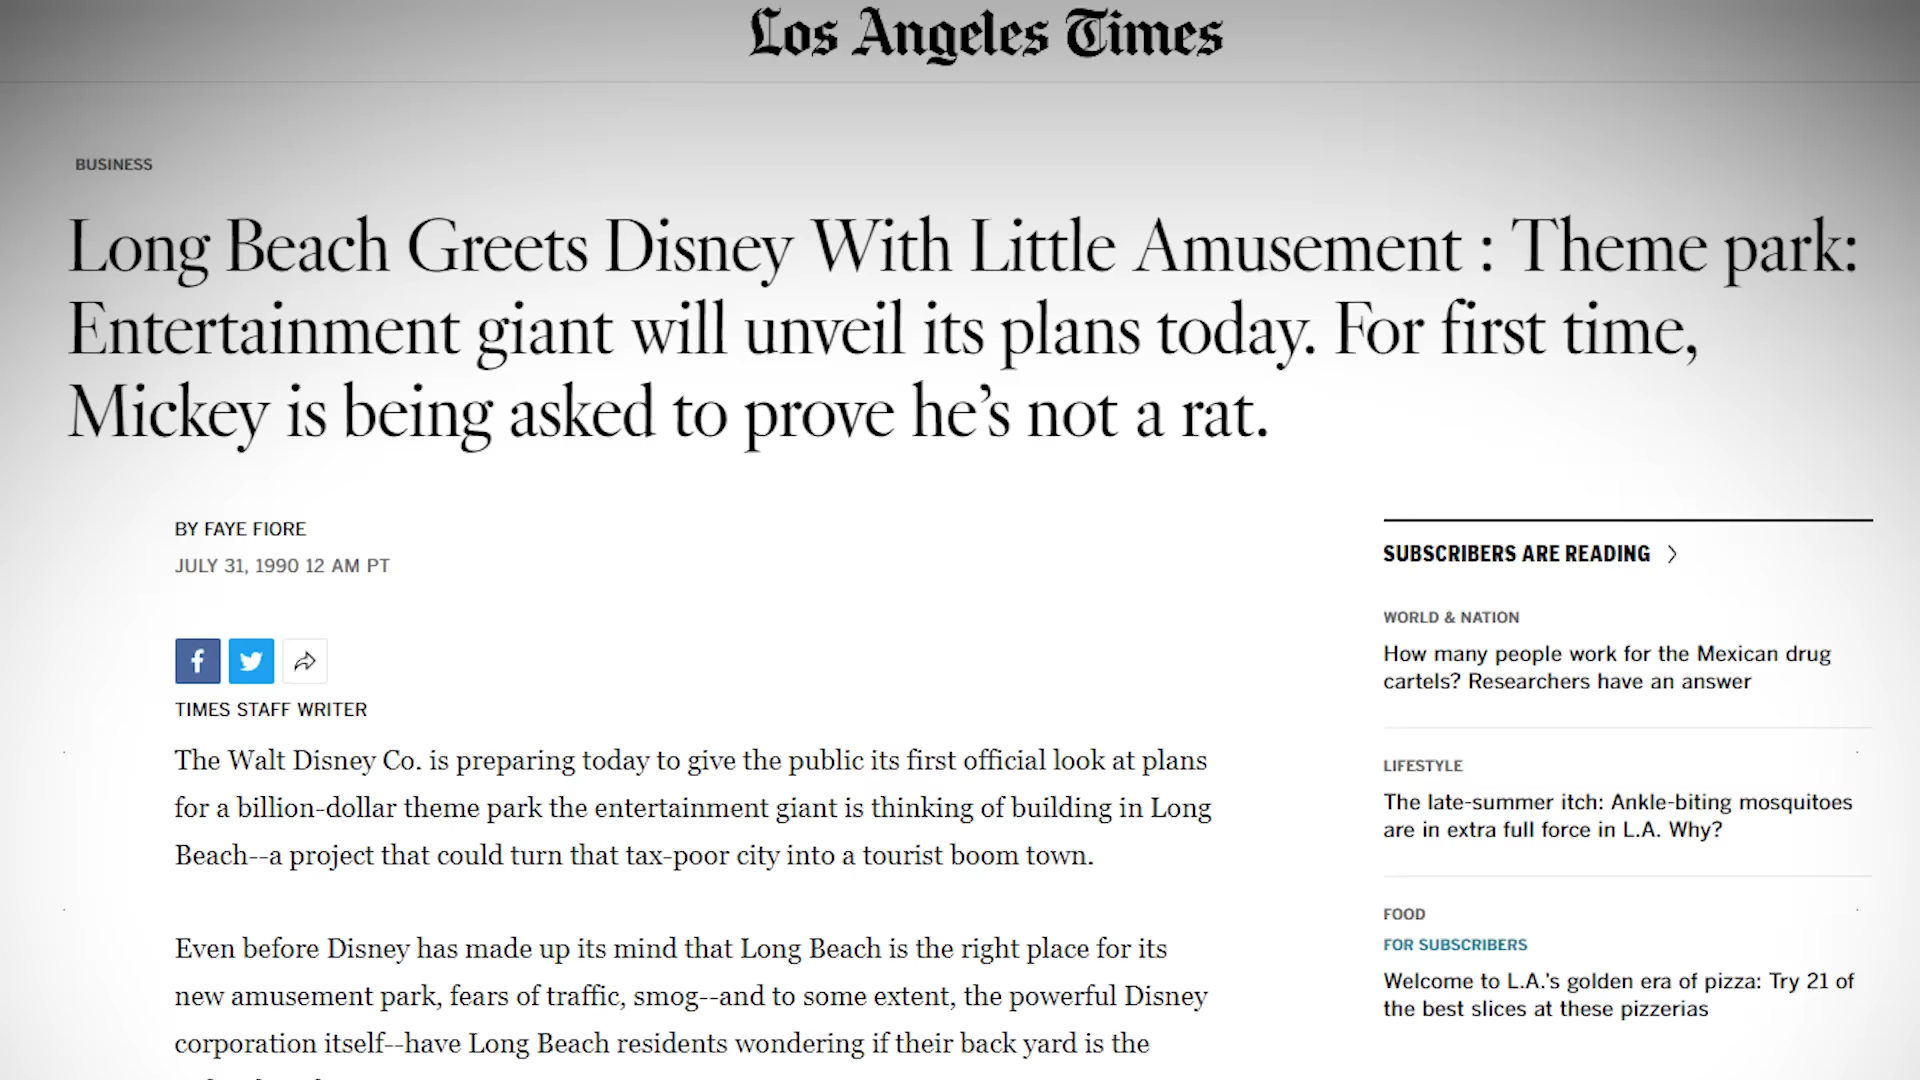 Los Angeles Times
BUSINESS
Long Beach Greets Disney With Little Amusement : Theme park:
Entertainment giant will unveil its plans today. For first time,
Mickey is being asked to prove he’s not a rat.
BY FAYE FIORE
JULY 31, 1990 12 AM PT
TIMES STAFF WRITER
The Walt Disney Co. is preparing today to give the public its first official look at plans
for a billion-dollar theme park the entertainment giant is thinking of building in Long
Beach--a project that could turn that tax-poor city into a tourist boom town.
Even before Disney has made up its mind that Long Beach is the right place for its
new amusement park, fears of traffic, smog--and to some extent, the powerful Disney
corporation itself--have Long Beach residents wondering if their back yard is the
SUBSCRIBERS ARE READING
WORLD & NATION
How many people work for the Mexican drug
cartels? Researchers have an answer
LIFESTYLE
The late-summer itch: Ankle-biting mosquitoes
are in extra full force in L.A. Why?
FOOD
FOR SUBSCRIBERS
Welcome to L.A.'s golden era of pizza: Try 21 of
the best slices at these pizzerias